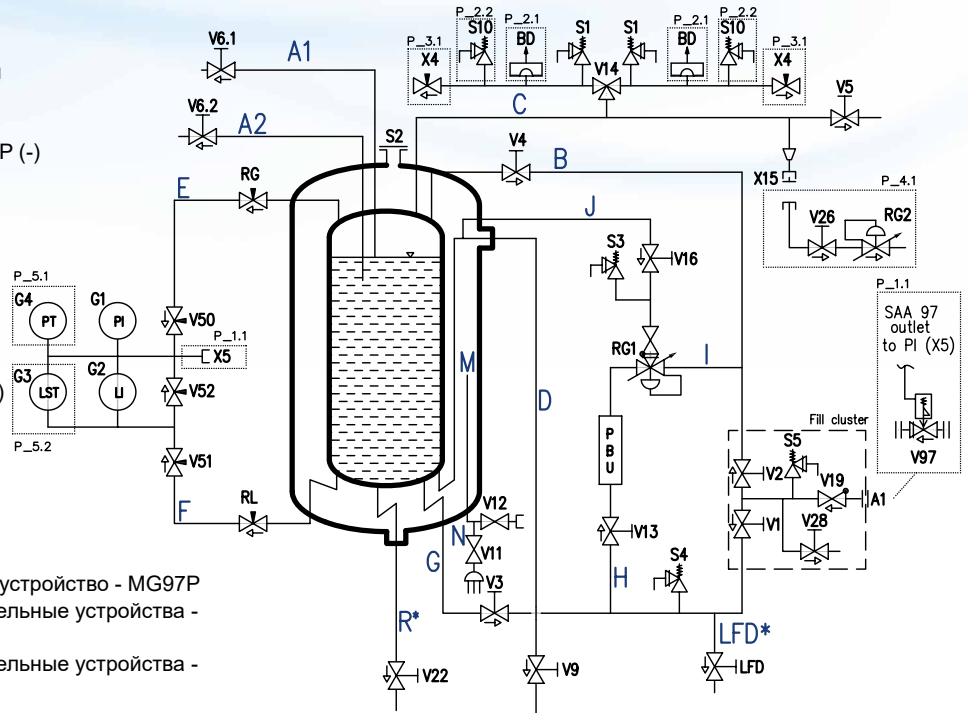 P_2.2
P_2.1
P_2.1
P_2.2
S10
BD
S1
S1
BD
S10
P_3.1
P_3.1
X4
X4
V14
V6.1
A1
C
V5
V6.2
A2
P (-)
S2
V4
B
X15
P_4.1
V26
RG2
E
RG
J
S3
V16
P_1.1
SAA 97
outlet
to PI (X5)
V97
P_5.1
G4
PT
G1
PI
V50
P_1.1
X5
G3
LST
G2
LI
V52
)
P_5.2
V51
M
D
RG1
I
PBU
Fill cluster
S5
V2
V19
A1
V1
V28
F
RL
V12
N
V11
G
V3
V13
H
S4
устройство - MG97P
ельные устройства -
ельные устройства -
R*
V22
V9
LFD*
LFD